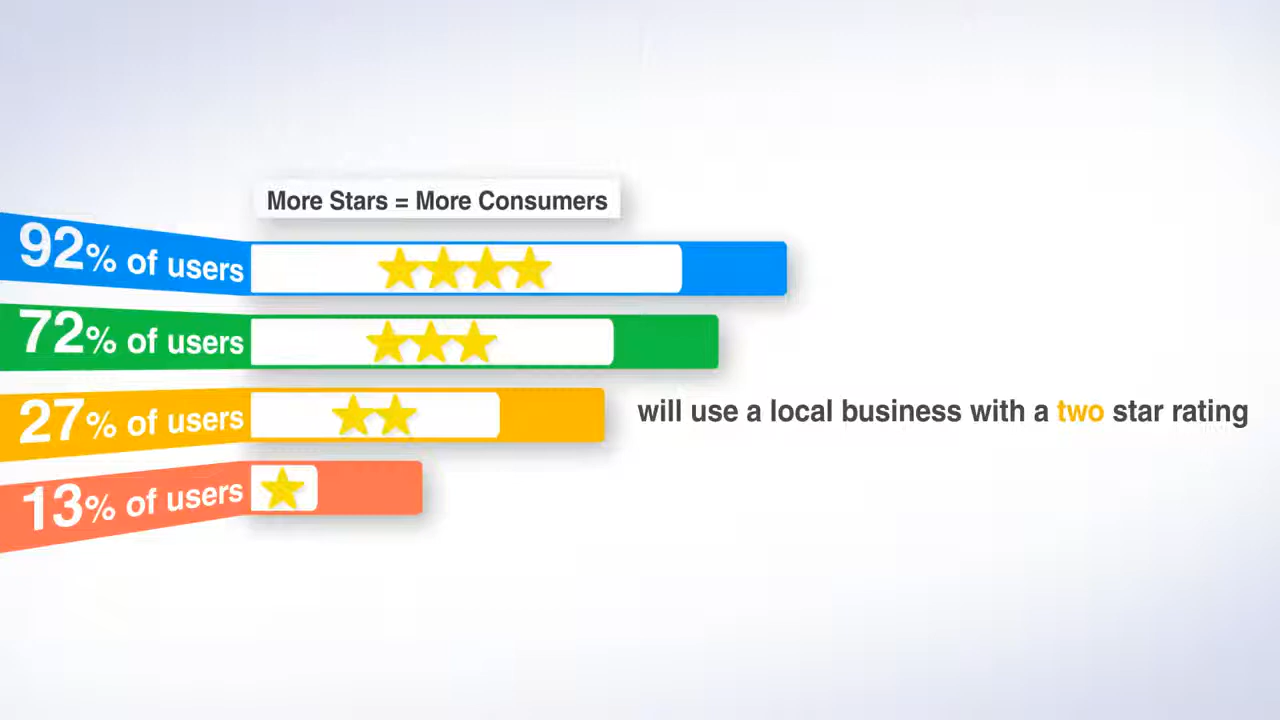 More Stars = More Consumers
92% of users
72% of users
27% of users
will use a local business with a two star rating
13% of users